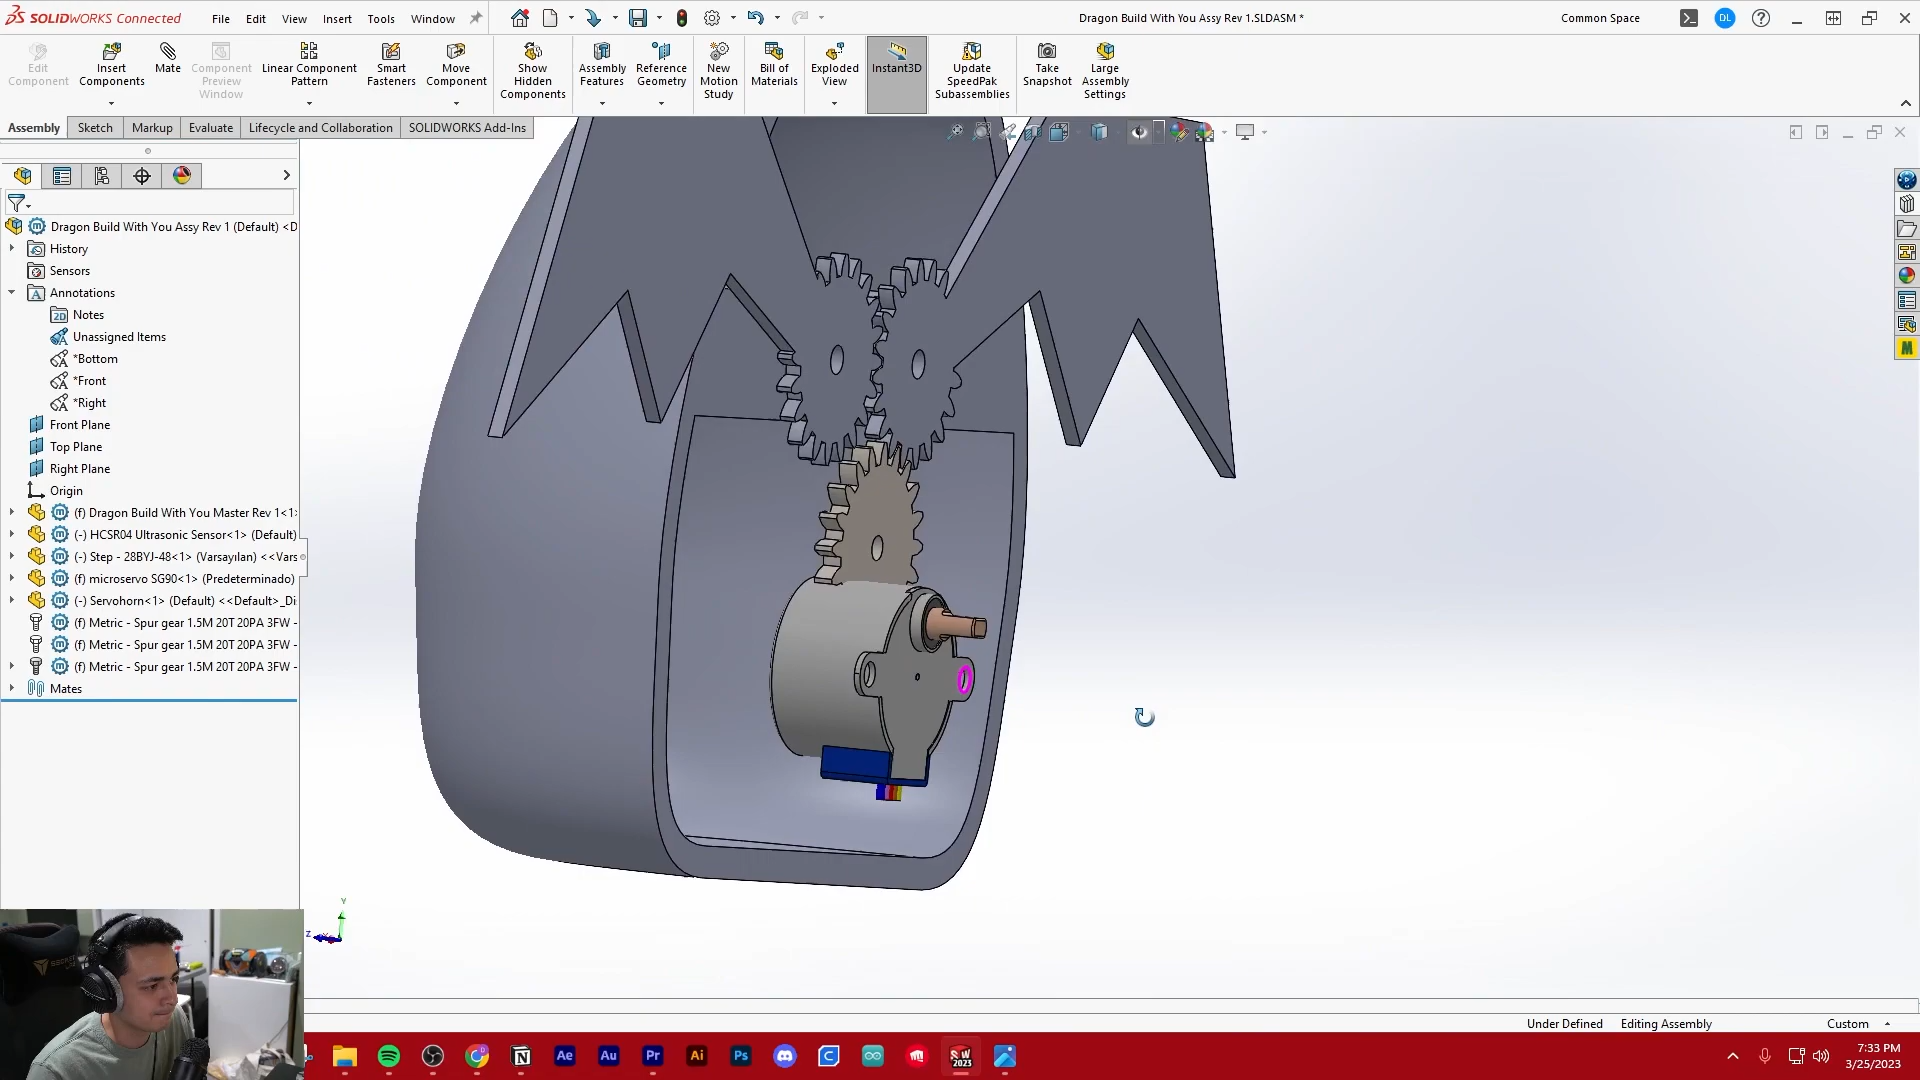 SOLIDWORKS Connected
File
Edit
View
Insert
Tools
Window
Dragon Build With You Assy Rev 1.SLDASM *
Common Space
DL
Edit
Component
Insert
Components
Mate
Component
Preview
Window
Linear Component
Pattern
Smart
Fasteners
Move
Component
Show
Hidden
Components
Assembly
Features
Reference
Geometry
New
Motion
Study
Bill of
Materials
Exploded
View
Instant3D
Update
SpeedPak
Subassemblies
Take
Snapshot
Large
Assembly
Settings
Assembly
Sketch
Markup
Evaluate
Lifecycle and Collaboration
SOLIDWORKS Add-Ins
Dragon Build With You Assy Rev 1 (Default) <D
History
Sensors
Annotations
Notes
Unassigned Items
*Bottom
*Front
*Right
Front Plane
Top Plane
Right Plane
Origin
(f) Dragon Build With You Master Rev 1<1>
(-) HCSR04 Ultrasonic Sensor<1> (Default)
(-) Step - 28BYJ-48<1> (Varsayılan) <<Vars
(f) microservo SG90<1> (Predeterminado)
(-) Servohorn<1> (Default) <<Default>_Di
(f) Metric - Spur gear 1.5M 20T 20PA 3FW -
(f) Metric - Spur gear 1.5M 20T 20PA 3FW -
(f) Metric - Spur gear 1.5M 20T 20PA 3FW -
Mates
M
Y
Z
Under Defined
Editing Assembly
Custom
Ae
Au
Pr
Ai
Ps
SW
2023
7:33 PM
3/25/2023